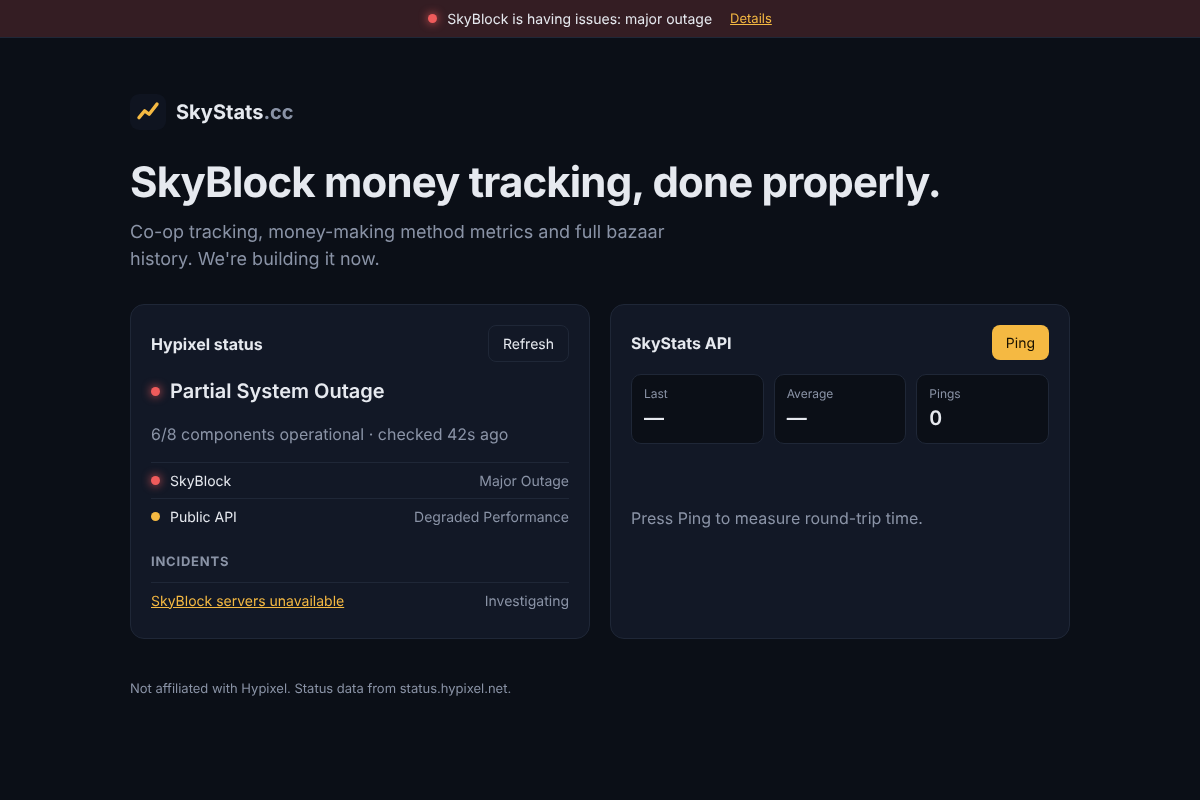 SkyBlock is having issues: major outage Details
SkyStats.cc
SkyBlock money tracking, done properly.
Co-op tracking, money-making method metrics and full bazaar
history. We're building it now.
Hypixel status
Refresh
Partial System Outage
6/8 components operational · checked 42s ago
SkyBlock Major Outage
Public API Degraded Performance
INCIDENTS
SkyBlock servers unavailable Investigating
SkyStats API
Ping
Last
—
Average
—
Pings
0
Press Ping to measure round-trip time.
Not affiliated with Hypixel. Status data from status.hypixel.net.